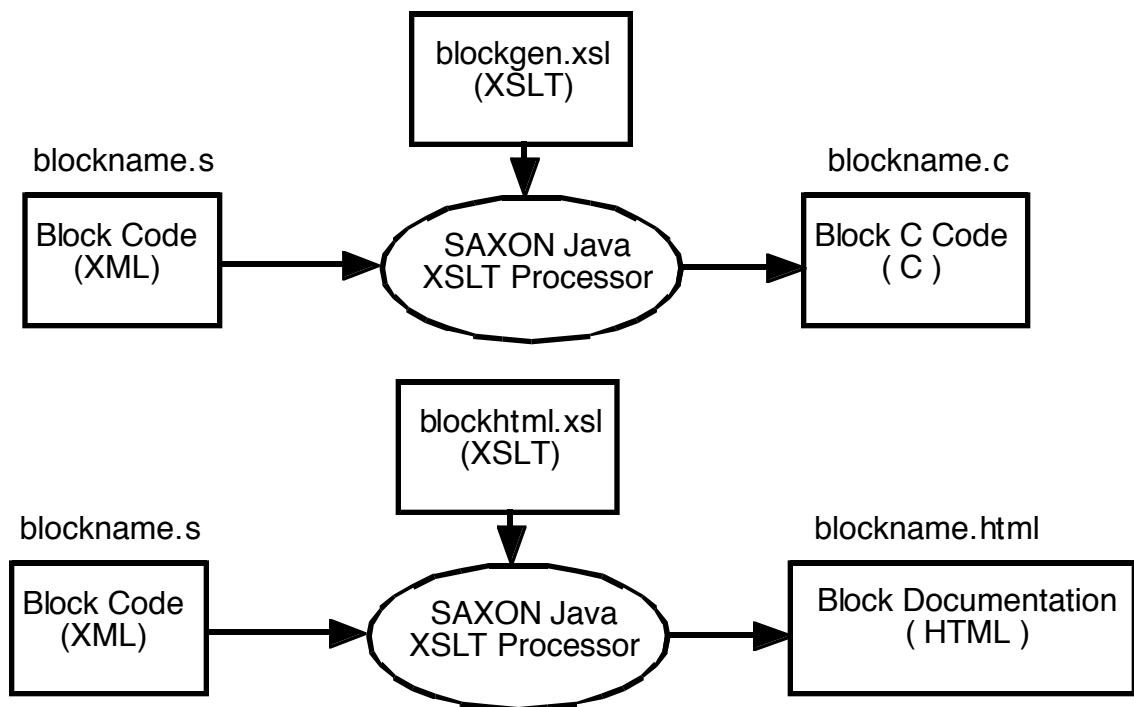 blockgen.xsl
(XSLT)
blockname.s
blockname.c
Block Code
(XML)
SAXON Java
XSLT Processor
Block C Code
( C )
blockhtml.xsl
(XSLT)
blockname.s
blockname.html
Block Code
(XML)
SAXON Java
XSLT Processor
Block Documentation
( HTML )